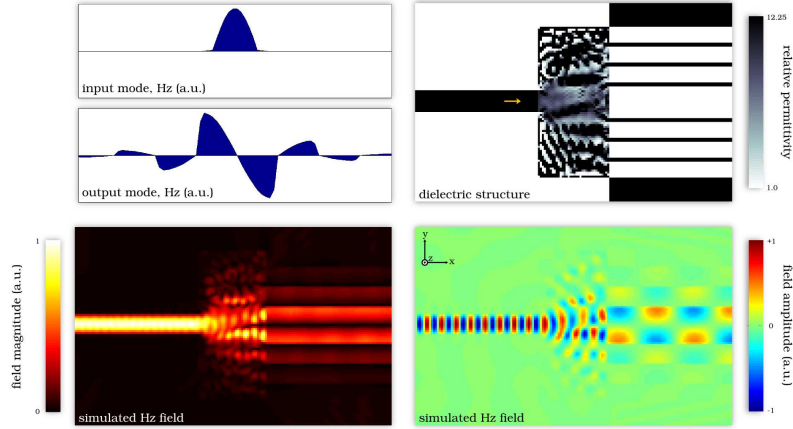 input mode, Hz (a.u.)
output mode, Hz (a.u.)
dielectric structure
12.25
relative permittivity
1.0
1
field magnitude (a.u.)
0
simulated Hz field
y
z
x
simulated Hz field
+1
0
-1
field amplitude (a.u.)